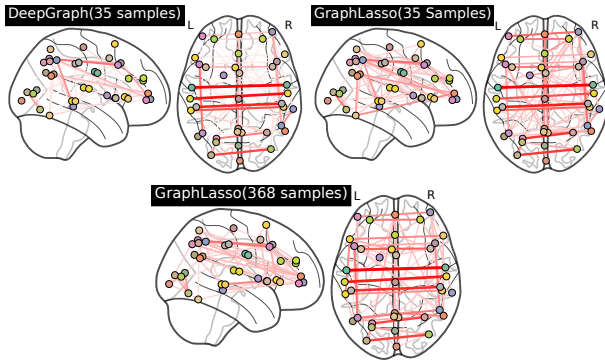 DeepGraph(35 samples)
L R
GraphLasso(35 Samples)
L R
GraphLasso(368 samples)
L R